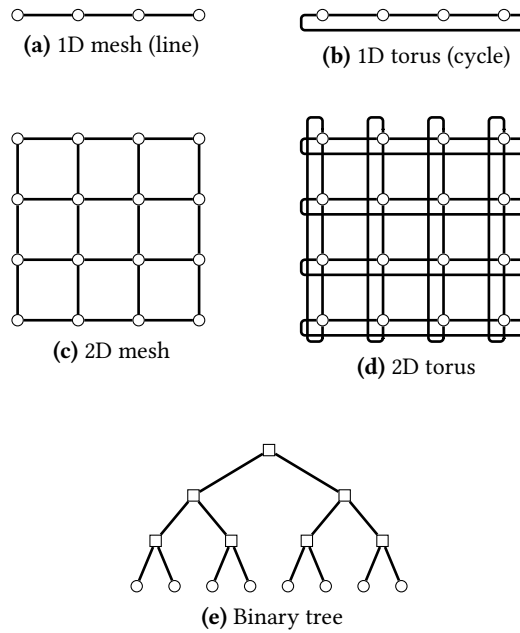 (a) 1D mesh (line)
(b) 1D torus (cycle)
(c) 2D mesh
(d) 2D torus
(e) Binary tree